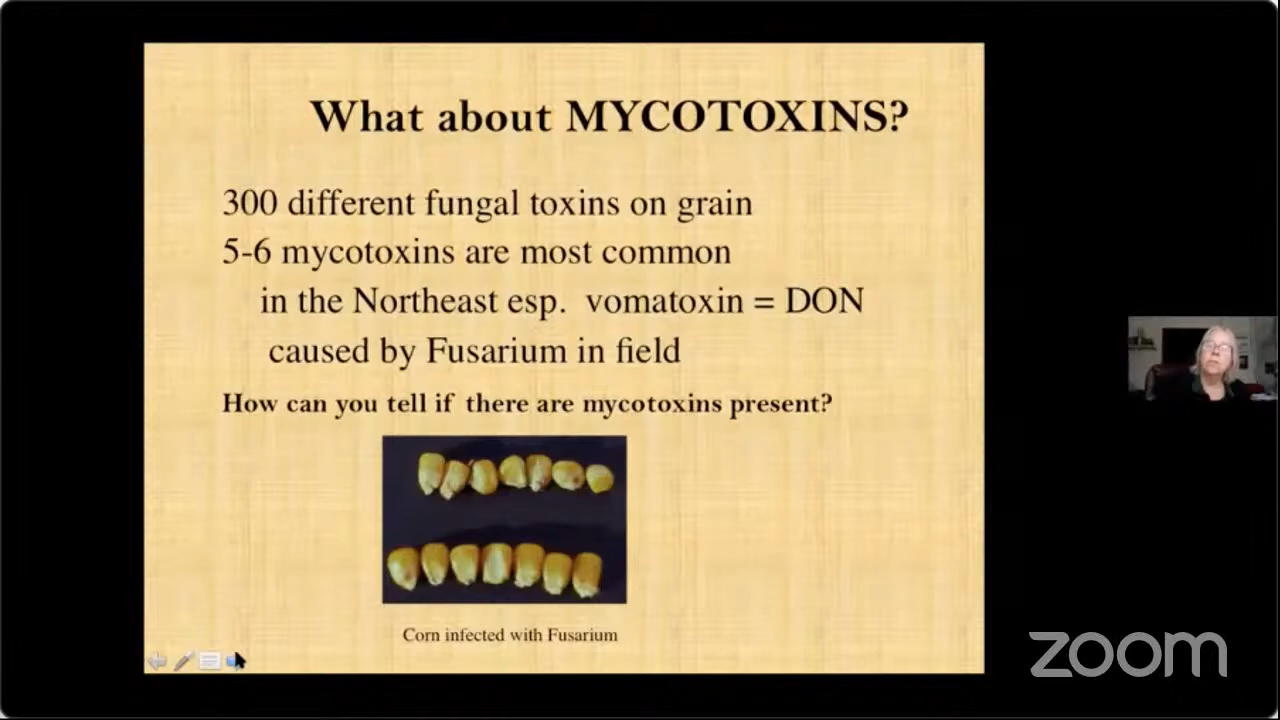 What about MYCOTOXINS?
300 different fungal toxins on grain
5-6 mycotoxins are most common
in the Northeast esp. vomatoxin = DON
caused by Fusarium in field
How can you tell if there are mycotoxins present?
Corn infected with Fusarium
zoom